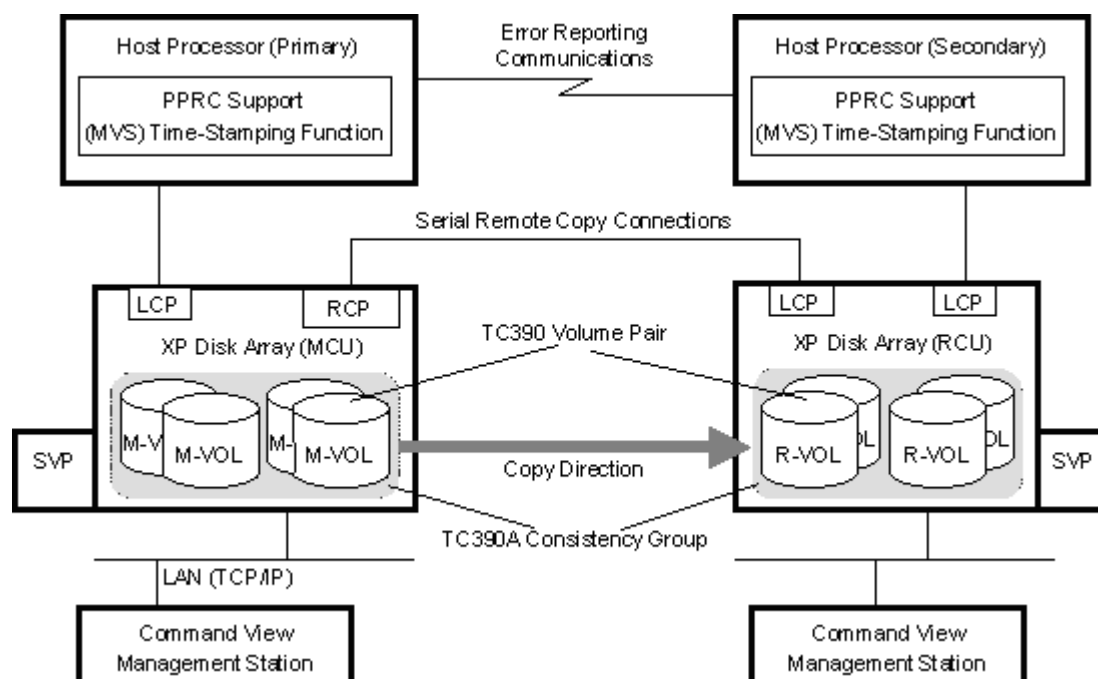 Host Processor (Primary)
PPRC Support
(MVS) Time-Stamping Function
Error Reporting
Communications
Host Processor (Secondary)
PPRC Support
(MVS) Time-Stamping Function
Serial Remote Copy Connections
LCP
RCP
XP Disk Array (MCU)
TC390 Volume Pair
LCP
LCP
XP Disk Array (RCU)
SVP
M-V
M-VOL
M-
M-VOL
Copy Direction
R-VOL
OL
R-VOL
OL
SVP
TC390A Consistency Group
LAN (TCP/IP)
Command View
Management Station
Command View
Management Station